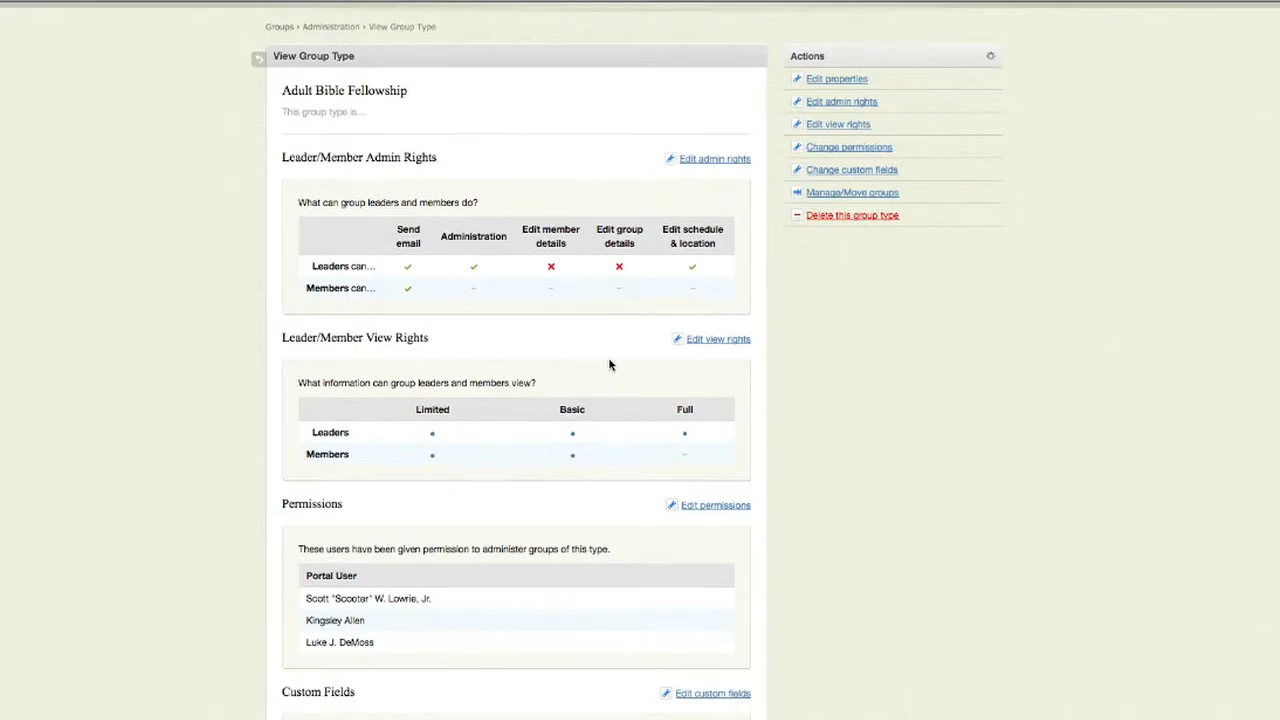 Groups › Administration › View Group Type
View Group Type
Adult Bible Fellowship
This group type is....
Leader/Member Admin Rights
Edit admin rights
What can group leaders and members do?
Send email Administration Edit member details Edit group details Edit schedule & location
Leaders can...
Members can...
Leader/Member View Rights
Edit view rights
What information can group leaders and members view?
Limited Basic Full
Leaders
Members
Permissions
Edit permissions
These users have been given permission to administer groups of this type.
Portal User
Scott "Scooter" W. Lowrie, Jr.
Kingsley Allen
Luke J. DeMoss
Custom Fields
Edit custom fields
Actions
Edit properties
Edit admin rights
Edit view rights
Change permissions
Change custom fields
Manage/Move groups
Delete this group type